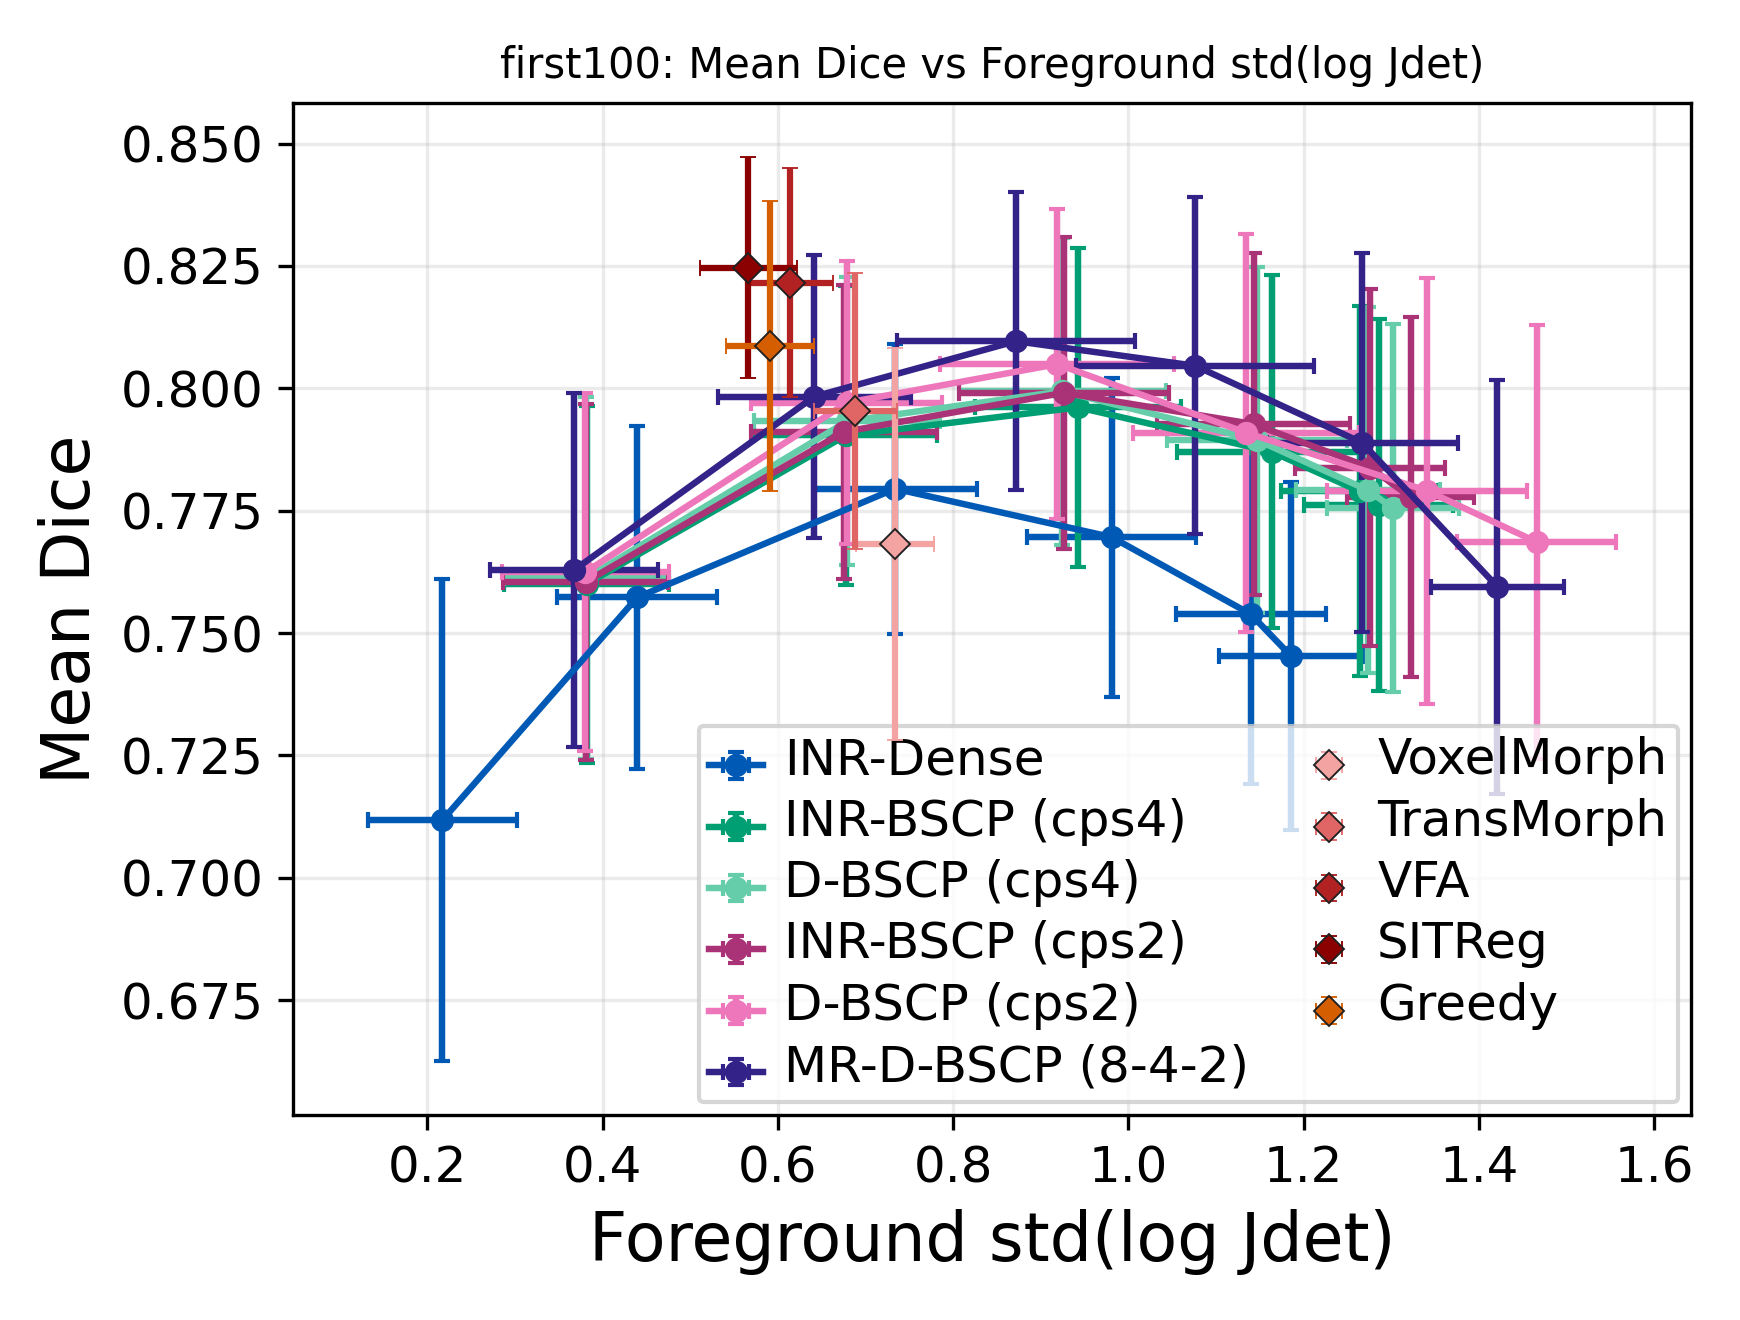 first100: Mean Dice vs Foreground std(log Jdet)
Mean Dice
0.850
0.825
0.800
0.775
0.750
0.725
0.700
0.675
INR-Dense
INR-BSCP (cps4)
D-BSCP (cps4)
INR-BSCP (cps2)
D-BSCP (cps2)
MR-D-BSCP (8-4-2)
VoxelMorph
TransMorph
VFA
SITReg
Greedy
0.2 0.4 0.6 0.8 1.0 1.2 1.4 1.6
Foreground std(log Jdet)